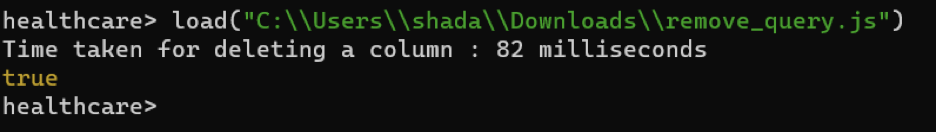 healthcare> load("C:\\Users\\shada\\Downloads\\remove_query.js")
Time taken for deleting a column : 82 milliseconds
true
healthcare>